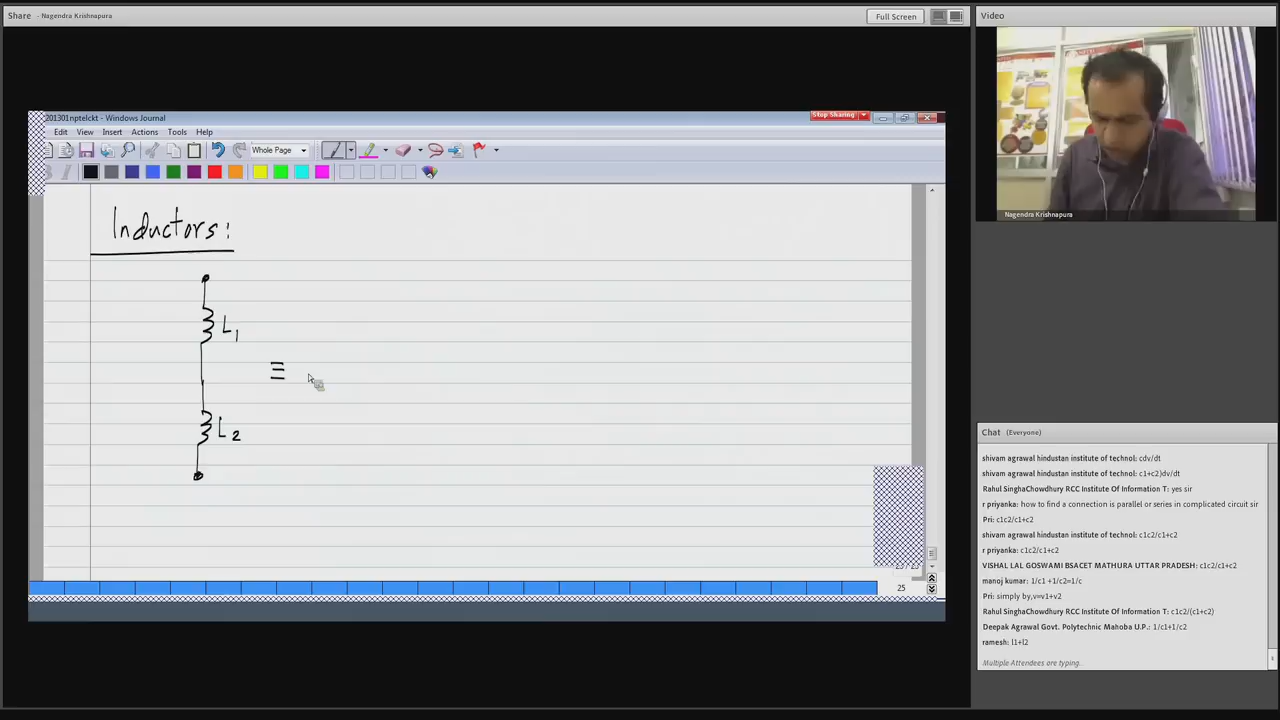 Share - Nagendra Krishnapura
Full Screen
201301nptelckt - Windows Journal
Stop Sharing
Edit View Insert Actions Tools Help
Whole Page
Inductors:
L1
≡
L2
25
Video
Nagendra Krishnapura
Chat (Everyone)
shivam agrawal hindustan institute of technol: cdv/dt
shivam agrawal hindustan institute of technol: c1+c2)dv/dt
Rahul SinghaChowdhury RCC Institute Of Information T: yes sir
r priyanka: how to find a connection is parallel or series in complicated circuit sir
Pri: c1c2/c1+c2
shivam agrawal hindustan institute of technol: c1c2/c1+c2
r priyanka: c1c2/c1+c2
VISHAL LAL GOSWAMI BSACET MATHURA UTTAR PRADESH: c1c2/c1+c2
manoj kumar: 1/c1 +1/c2=1/c
Pri: simply by,v=v1+v2
Rahul SinghaChowdhury RCC Institute Of Information T: c1c2/(c1+c2)
Deepak Agrawal Govt. Polytechnic Mahoba U.P.: 1/c1+1/c2
ramesh: l1+l2
Multiple Attendees are typing.